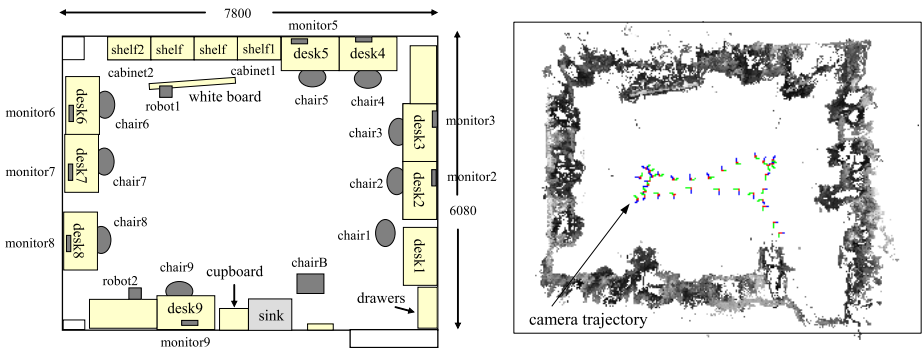 7800
monitor5
shelf2 shelf shelf shelf1 desk5 desk4
cabinet2 cabinet1
robot1 white board
chair5 chair4
monitor6 desk6 chair6
chair3 desk3 monitor3
monitor7 desk7 chair7
chair2 desk2 monitor2
6080
monitor8 desk8 chair8
chair1 desk1
robot2 chair9 cupboard chairB
drawers
desk9 sink
monitor9
camera trajectory